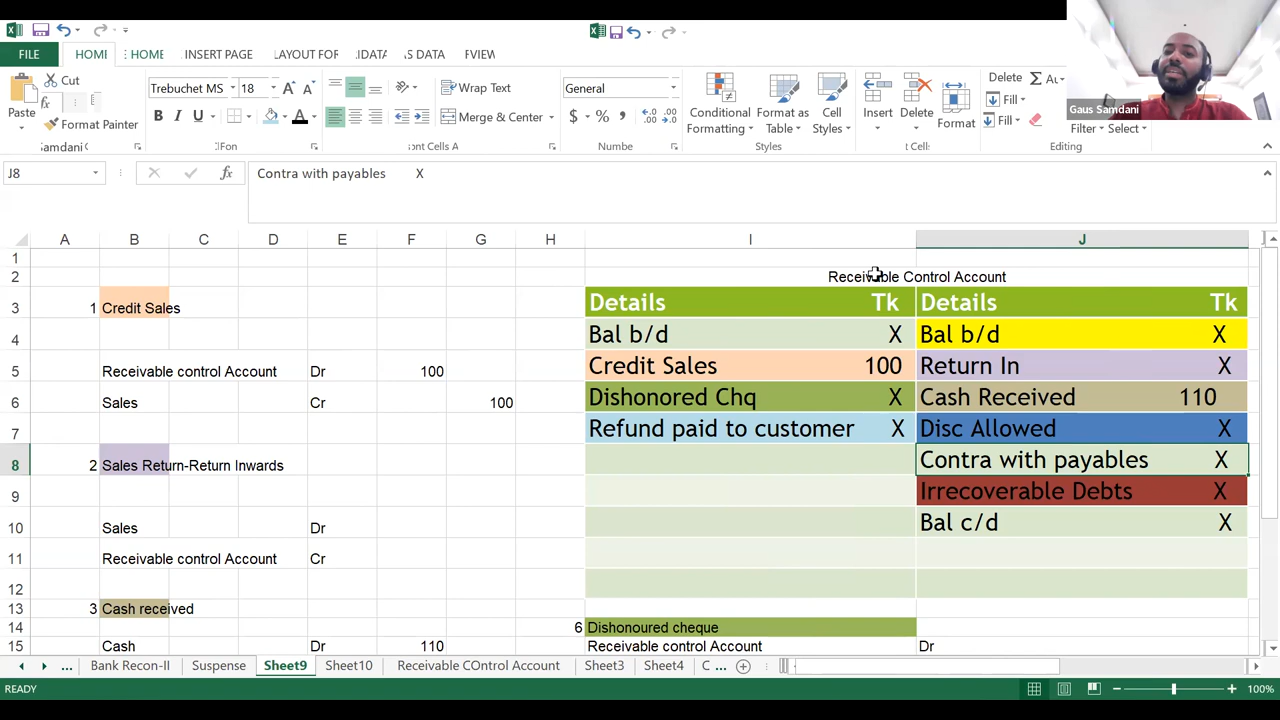 FILE HOME HOME INSERT PAGE LAYOUT FOR DATA S DATA VIEW
Cut
Paste
Format Painter
Samdani
Trebuchet MS 18
B I U
Fon
Wrap Text
Merge & Center
General
$ % ,
Numbe
Conditional Formatting
Format as Table
Cell Styles
Styles
Insert Delete Format
Cell
Delete
Fill
Fill
Filter Select
Editing
Gaus Samdani
J8 fx Contra with payables X
A B C D E F G H I J
1
2 Receivable Control Account
3 1 Credit Sales Details Tk Details Tk
4 Bal b/d X Bal b/d X
5 Receivable control Account Dr 100 Credit Sales 100 Return In X
6 Sales Cr 100 Dishonored Chq X Cash Received 110
7 Refund paid to customer X Disc Allowed X
8 2 Sales Return-Return Inwards Contra with payables X
9 Irrecoverable Debts X
10 Sales Dr Bal c/d X
11 Receivable control Account Cr
12
13 3 Cash received
14 6 Dishonoured cheque
15 Cash Dr 110 Receivable control Account Dr
... Bank Recon-II Suspense Sheet9 Sheet10 Receivable COntrol Account Sheet3 Sheet4 C ...
READY 100%